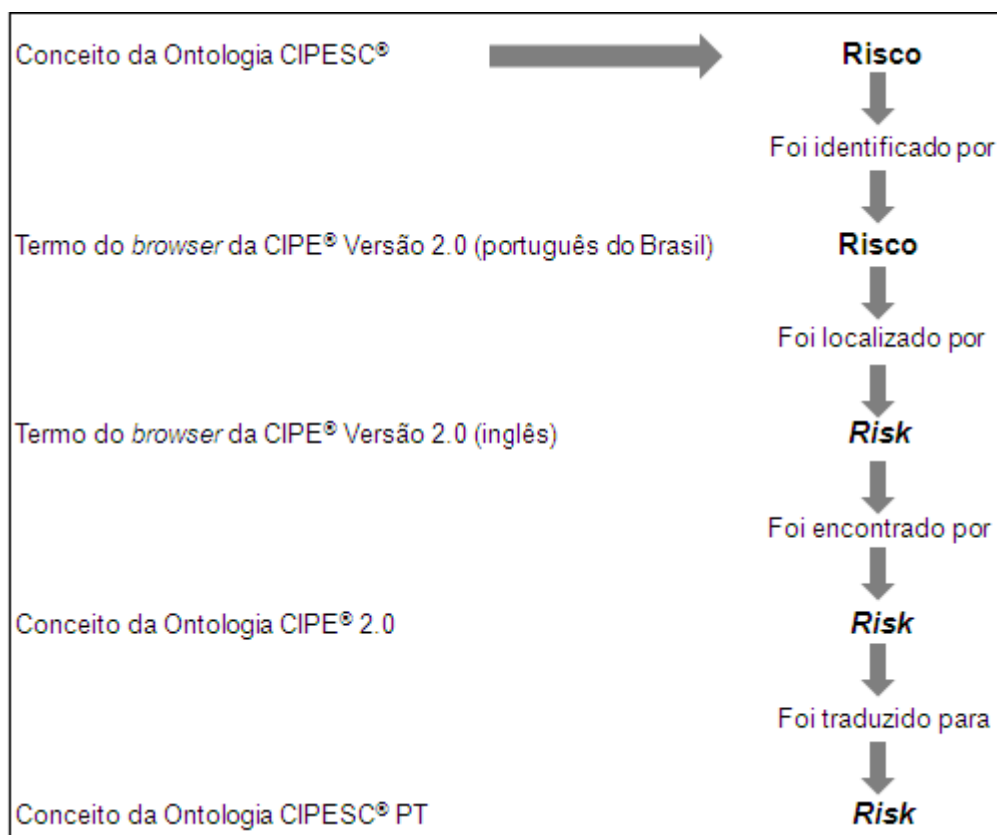 Conceito da Ontologia CIPESC® Risco
Foi identificado por
Termo do browser da CIPE® Versão 2.0 (português do Brasil) Risco
Foi localizado por
Termo do browser da CIPE® Versão 2.0 (inglês) Risk
Foi encontrado por
Conceito da Ontologia CIPE® 2.0 Risk
Foi traduzido para
Conceito da Ontologia CIPESC® PT Risk